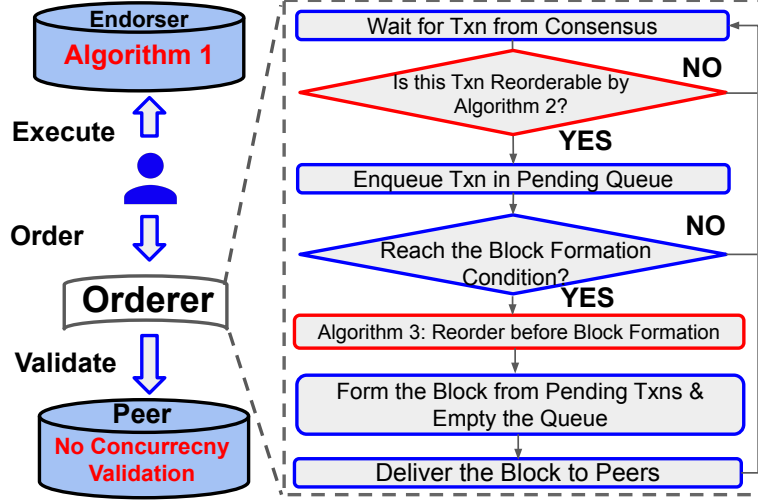 Endorser
Algorithm 1
Execute
Order
Orderer
Validate
Peer
No Concurrecny
Validation
Wait for Txn from Consensus
Is this Txn Reorderable by
Algorithm 2?
NO
YES
Enqueue Txn in Pending Queue
Reach the Block Formation
Condition?
NO
YES
Algorithm 3: Reorder before Block Formation
Form the Block from Pending Txns &
Empty the Queue
Deliver the Block to Peers